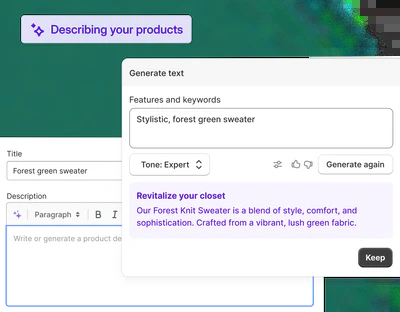 Describing your products
Generate text
Features and keywords
Stylistic, forest green sweater
Title
Forest green sweater
Tone: Expert
Generate again
Description
Paragraph
B
I
Write or generate a product de
Revitalize your closet
Our Forest Knit Sweater is a blend of style, comfort, and
sophistication. Crafted from a vibrant, lush green fabric.
Keep